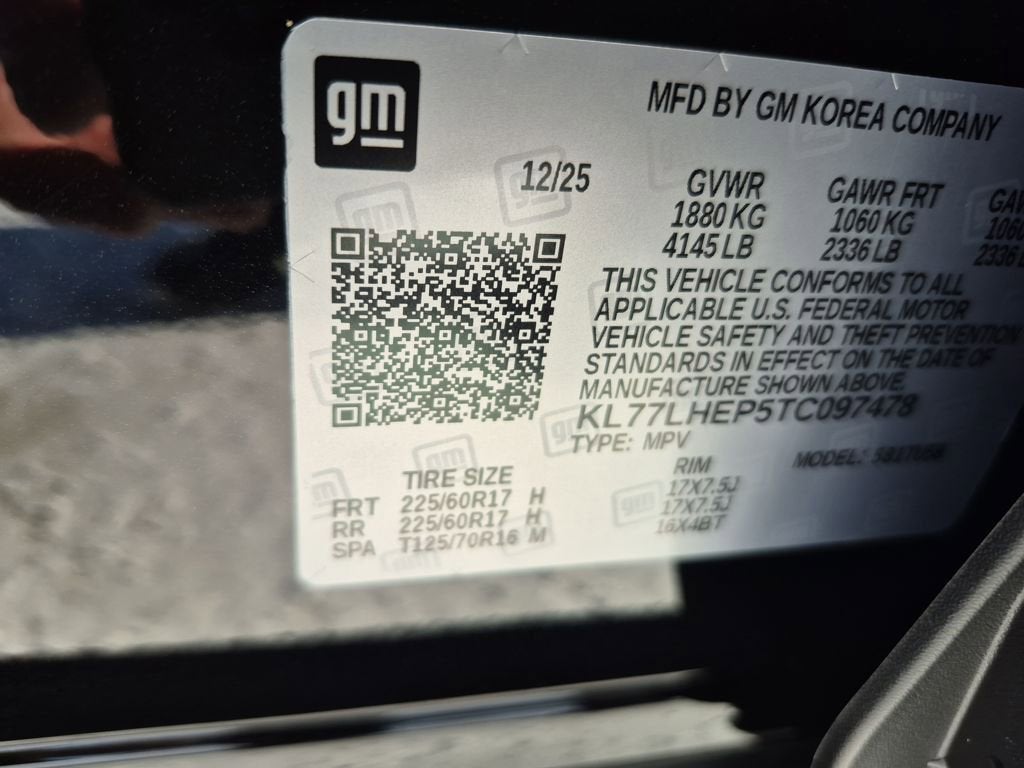 gm
MFD BY GM KOREA COMPANY
12/25
GVWR GAWR FRT
1880 KG 1060 KG 1060
4145 LB 2336 LB 2336 L
THIS VEHICLE CONFORMS TO ALL
APPLICABLE U.S. FEDERAL MOTOR
VEHICLE SAFETY AND THEFT PREVENTION
STANDARDS IN EFFECT ON THE DATE OF
MANUFACTURE SHOWN ABOVE.
KL77LHEP5TC097478
TYPE: MPV MODEL:
TIRE SIZE RIM
FRT 225/60R17 H 17X7.5J
RR 225/60R17 H 17X7.5J
SPA T125/70R16 M 16X4BT